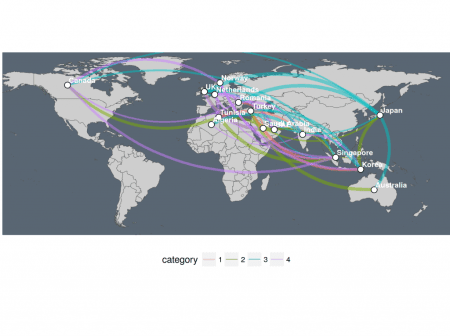 Canada
Norway
UK
Netherlands
Romania
Turkey
Tunisia
Algeria
Saudi Arabia
India
Japan
Singapore
Korea
Australia
category 1 2 3 4